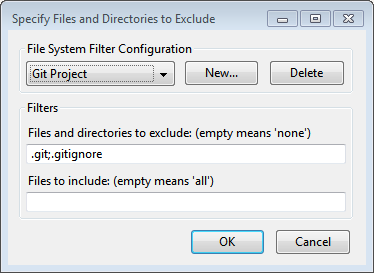 Specify Files and Directories to Exclude
File System Filter Configuration
Git Project
New...
Delete
Filters
Files and directories to exclude: (empty means 'none')
.git;.gitignore
Files to include: (empty means 'all')
OK
Cancel